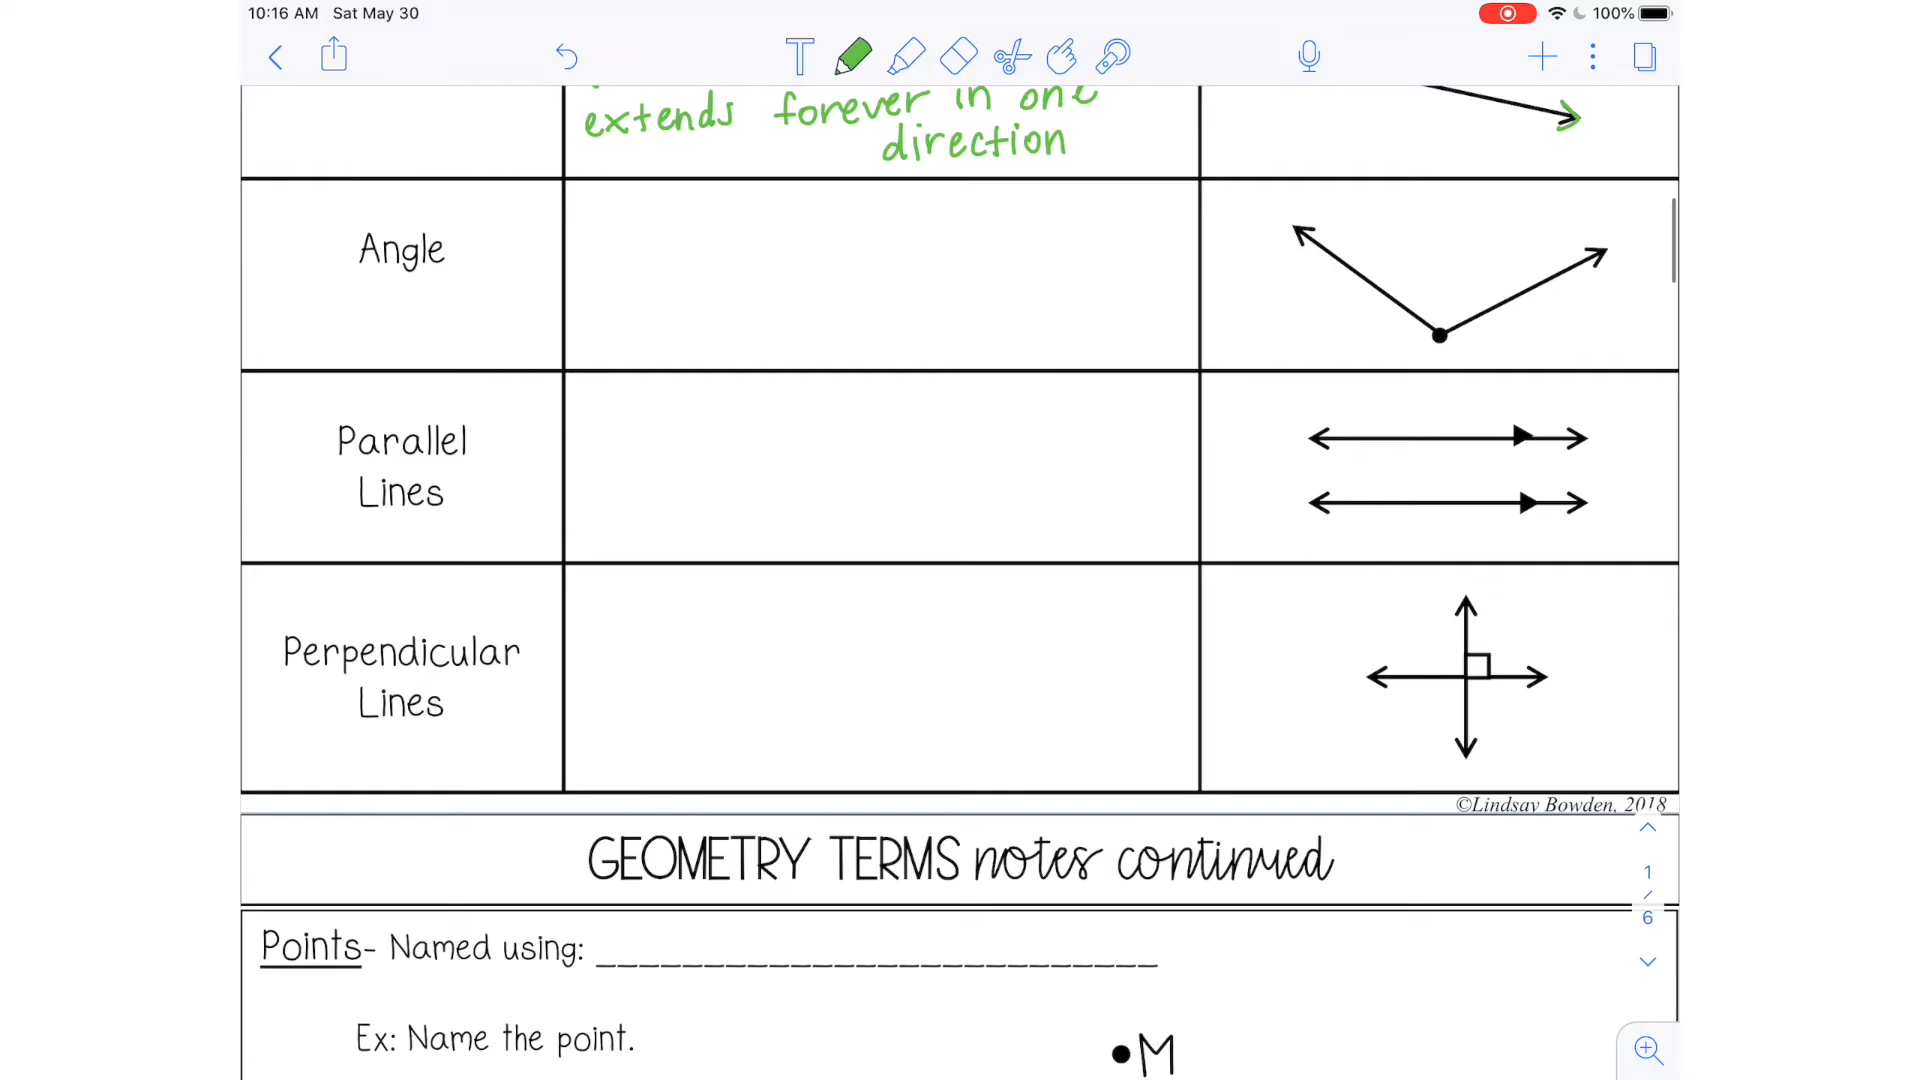 10:16 AM Sat May 30
100%
extends forever in one
direction
Angle
Parallel
Lines
Perpendicular
Lines
©Lindsay Bowden, 2018
GEOMETRY TERMS notes continued
1
/
6
Points- Named using: __________________________
Ex: Name the point.
M